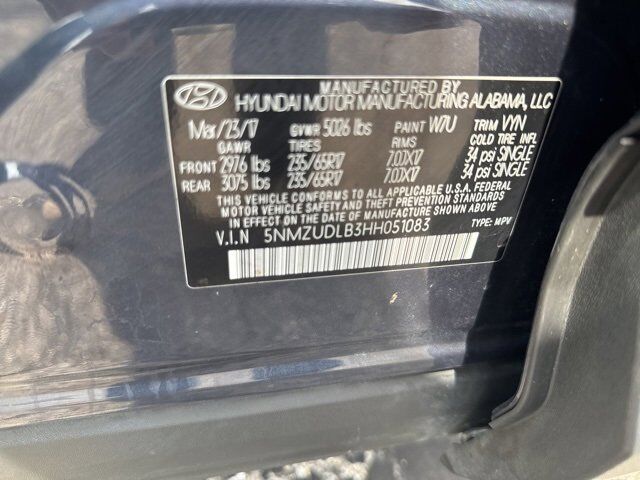 MANUFACTURED BY
HYUNDAI MOTOR MANUFACTURING ALABAMA, LLC
Mar/23/17 GVWR 5026 lbs PAINT W7U TRIM VYN
GAWR TIRES RIMS COLD TIRE INFL
FRONT 2976 lbs 235/65R17 7.0JX17 34 psi SINGLE
REAR 3075 lbs 235/65R17 7.0JX17 34 psi SINGLE
THIS VEHICLE CONFORMS TO ALL APPLICABLE U.S.A. FEDERAL
MOTOR VEHICLE SAFETY AND THEFT PREVENTION STANDARDS
IN EFFECT ON THE DATE OF MANUFACTURE SHOWN ABOVE.
V.I.N 5NMZUDLB3HH051083 TYPE: MPV